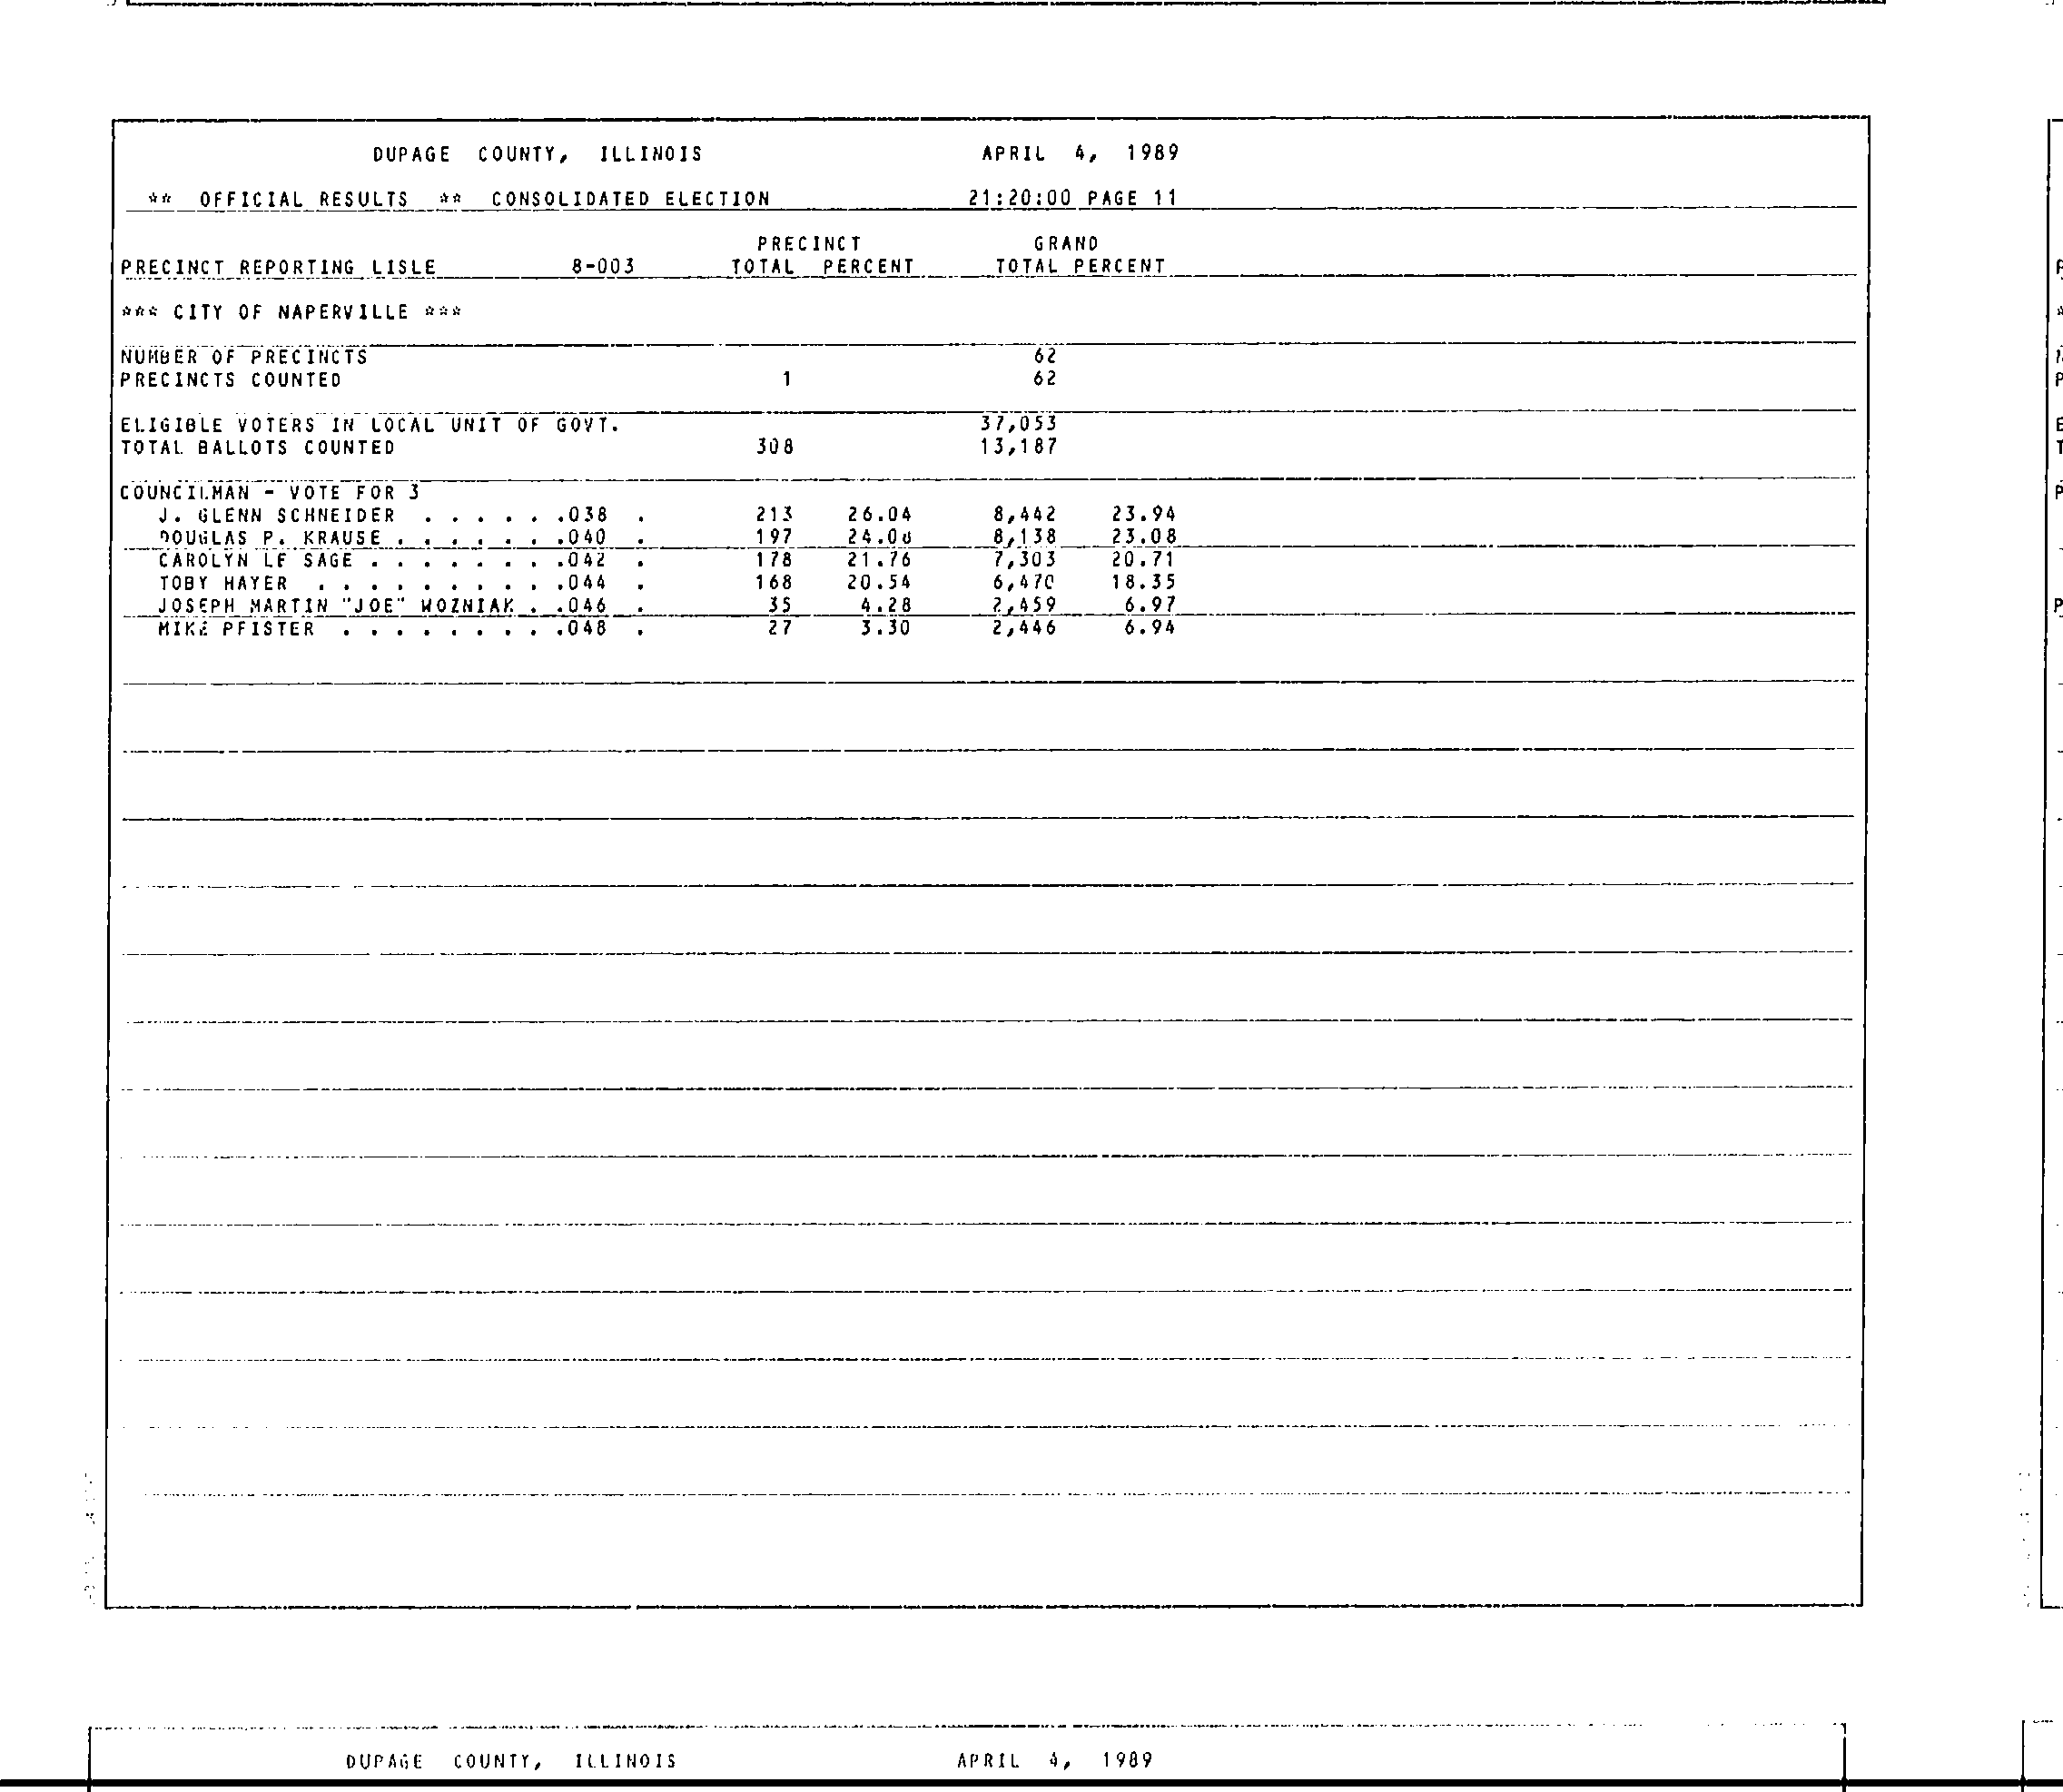 DUPAGE COUNTY, ILLINOIS APRIL 4, 1989
** OFFICIAL RESULTS ** CONSOLIDATED ELECTION 21:20:00 PAGE 11
PRECINCT GRAND
PRECINCT REPORTING LISLE 8-003 TOTAL PERCENT TOTAL PERCENT
*** CITY OF NAPERVILLE ***
NUMBER OF PRECINCTS 62
PRECINCTS COUNTED 1 62
ELIGIBLE VOTERS IN LOCAL UNIT OF GOVT. 37,053
TOTAL BALLOTS COUNTED 308 13,187
COUNCILMAN - VOTE FOR 3
J. GLENN SCHNEIDER . . . . . .038 . 213 26.04 8,442 23.94
DOUGLAS P. KRAUSE . . . . . . .040 . 197 24.08 8,138 23.08
CAROLYN LE SAGE . . . . . . . .042 . 178 21.76 7,303 20.71
TOBY HAYER . . . . . . . . . .044 . 168 20.54 6,470 18.35
JOSEPH MARTIN "JOE" WOZNIAK . .046 . 35 4.28 2,459 6.97
MIKE PFISTER . . . . . . . . .048 . 27 3.30 2,446 6.94
DUPAGE COUNTY, ILLINOIS APRIL 4, 1989